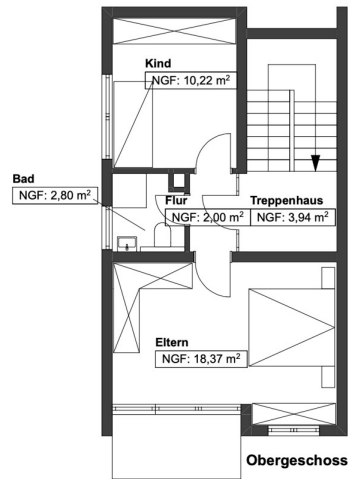 Kind
NGF: 10,22 m²
Bad
NGF: 2,80 m²
Flur
NGF: 2,00 m²
Treppenhaus
NGF: 3,94 m²
Eltern
NGF: 18,37 m²
Obergeschoss